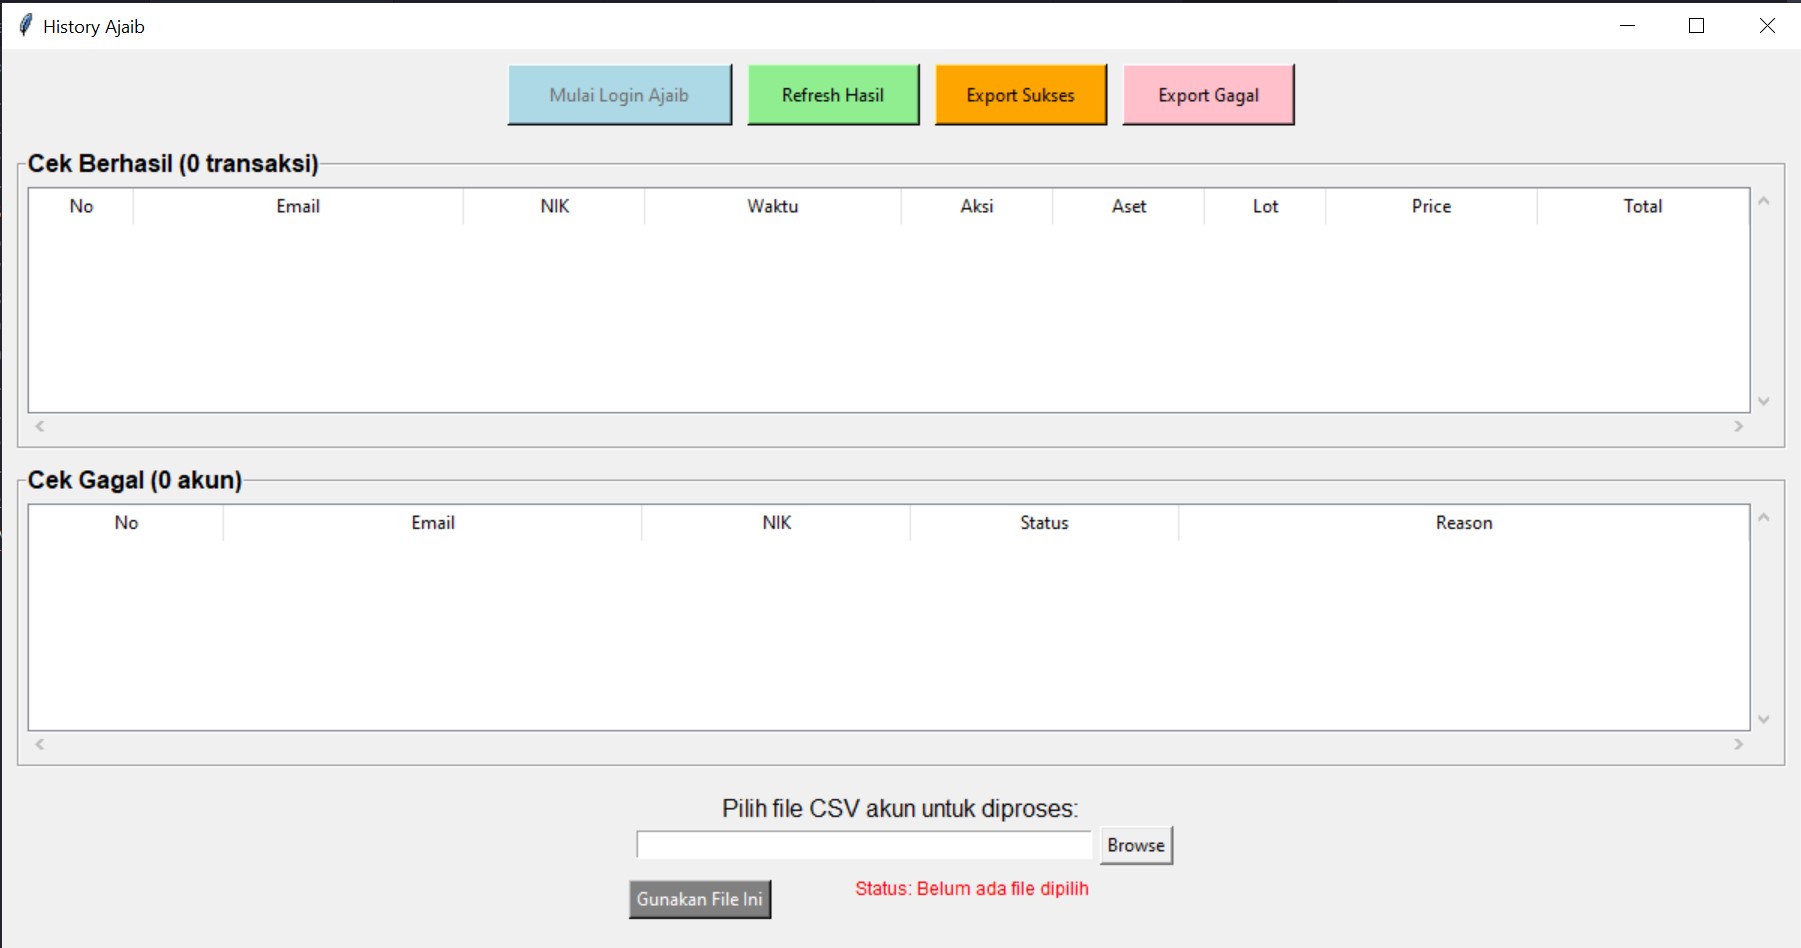 History Ajaib
Mulai Login Ajaib Refresh Hasil Export Sukses Export Gagal
Cek Berhasil (0 transaksi)
No Email NIK Waktu Aksi Aset Lot Price Total
Cek Gagal (0 akun)
No Email NIK Status Reason
Pilih file CSV akun untuk diproses:
Browse
Status: Belum ada file dipilih
Gunakan File Ini